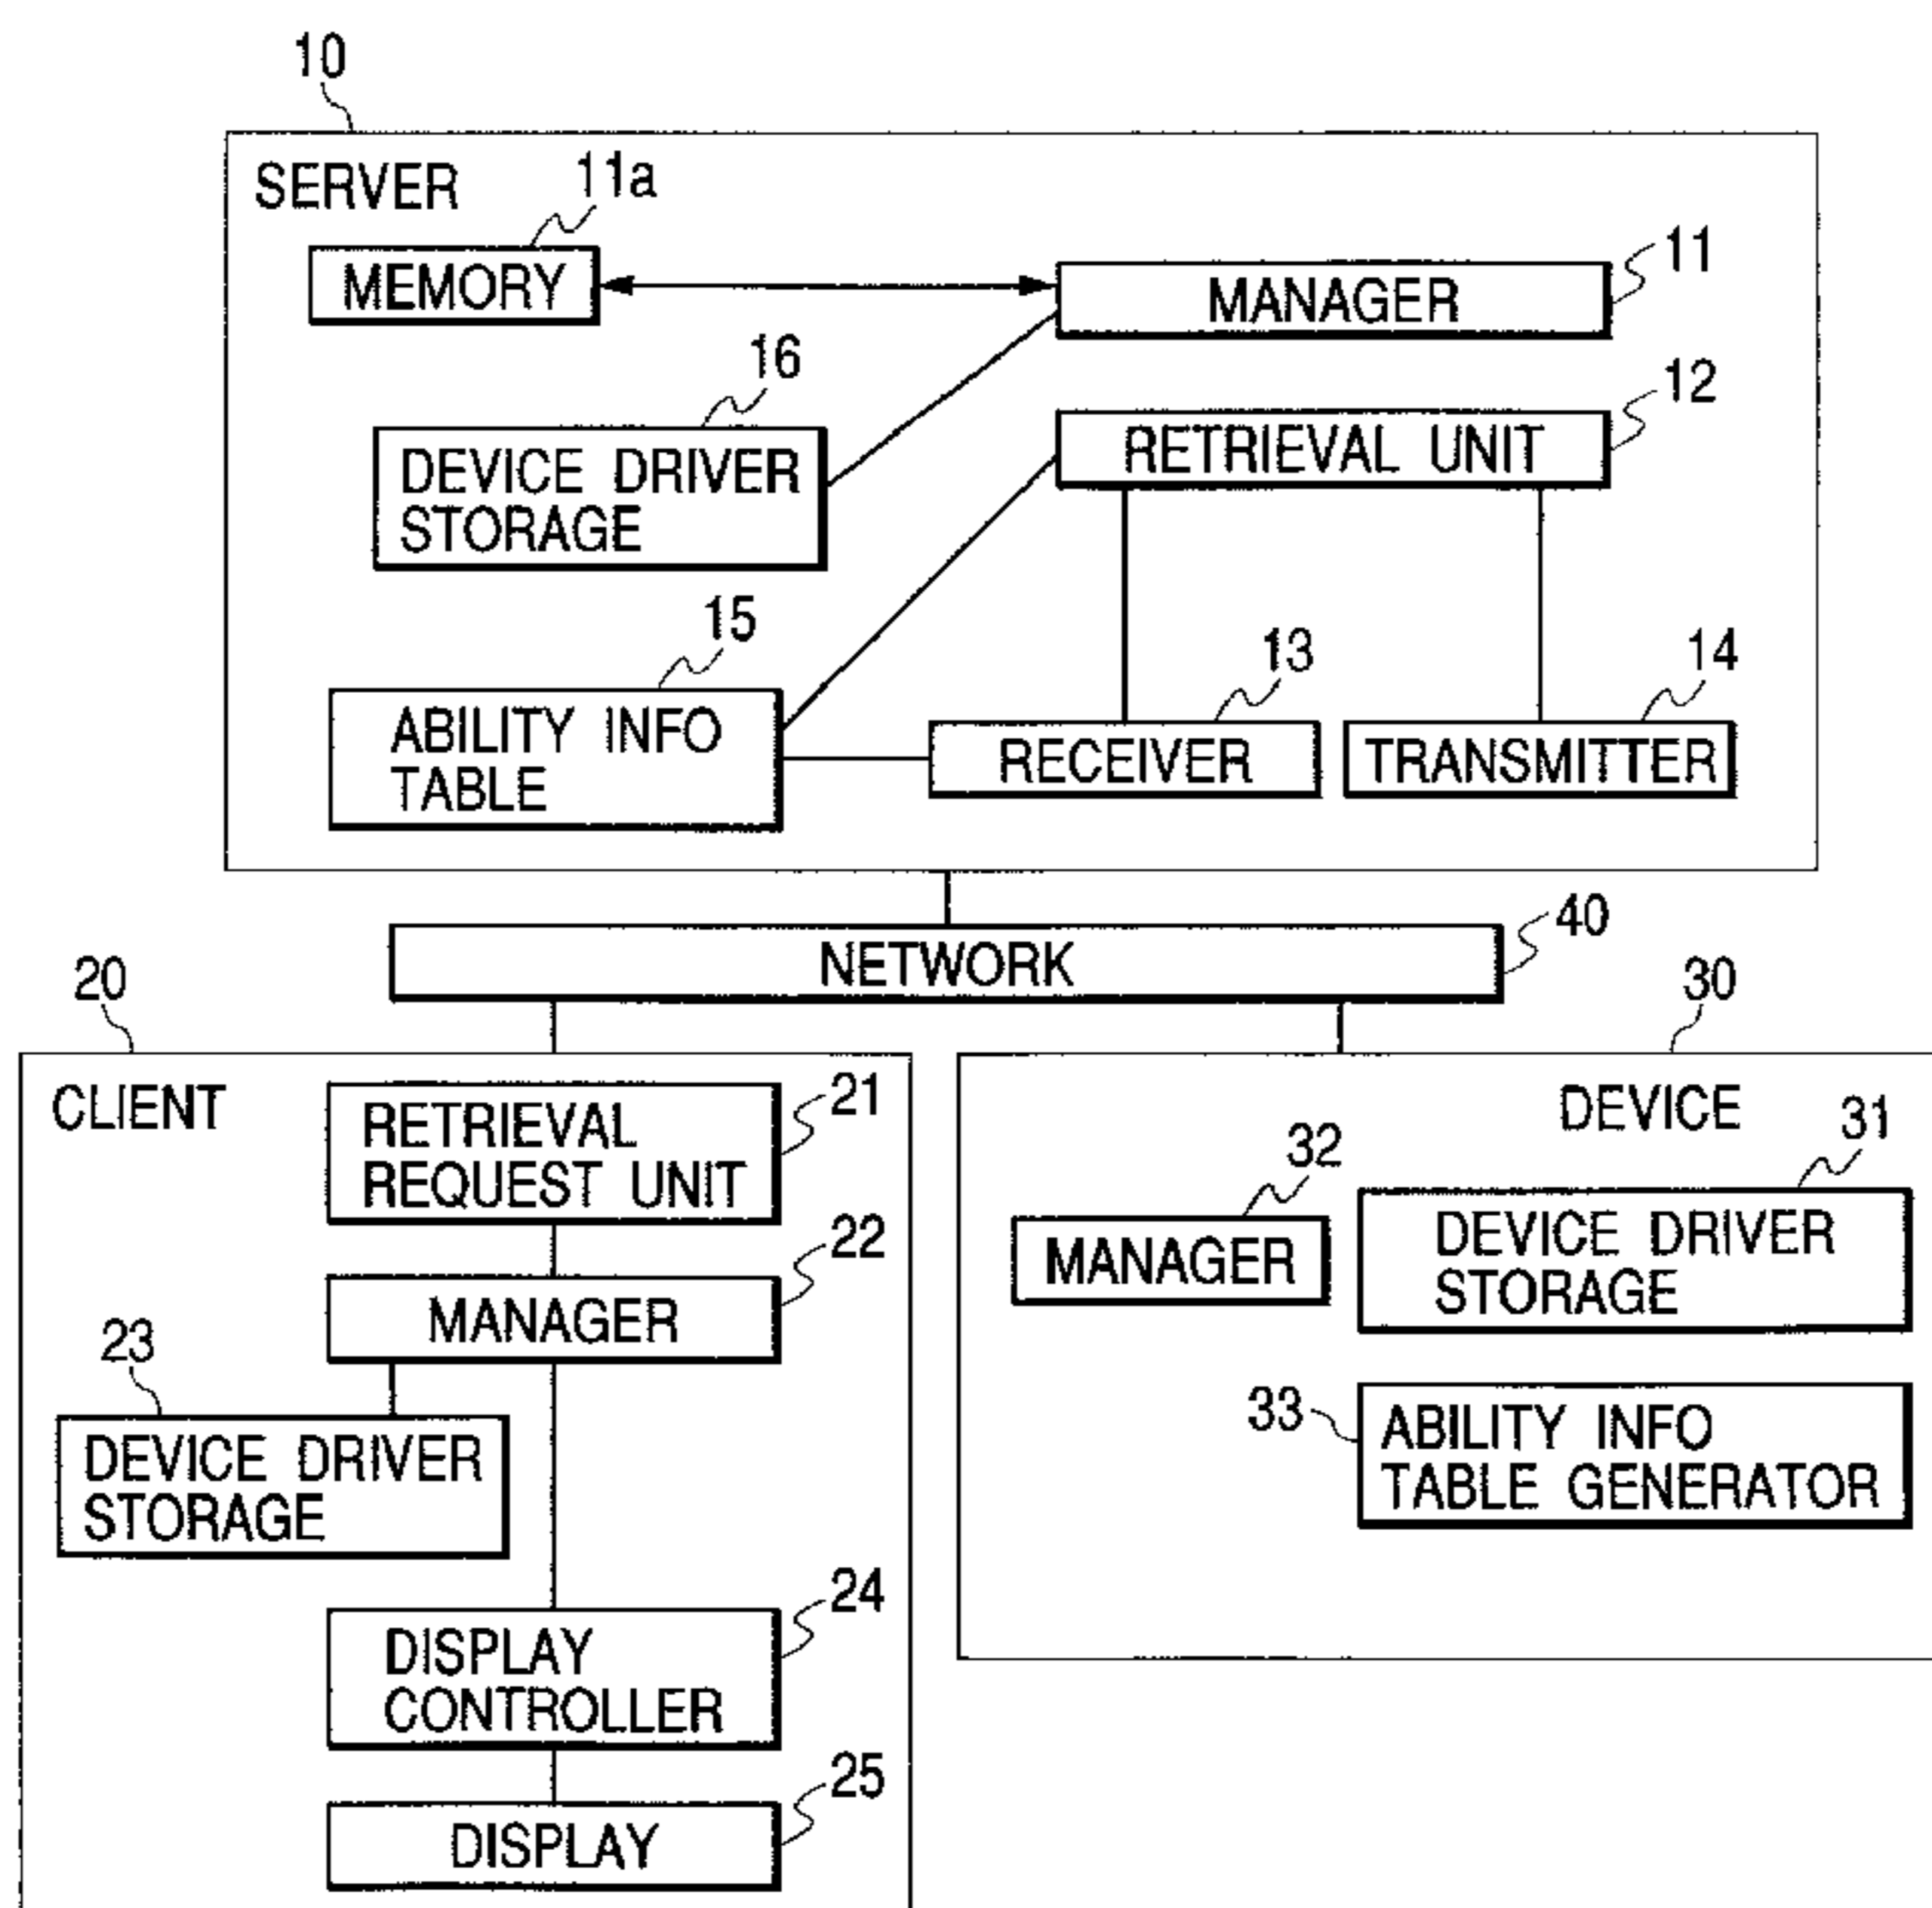 10
SERVER
11a
MEMORY
11
MANAGER
16
DEVICE DRIVER
STORAGE
12
RETRIEVAL UNIT
15
ABILITY INFO
TABLE
13
RECEIVER
14
TRANSMITTER
40
NETWORK
20
CLIENT
21
RETRIEVAL
REQUEST UNIT
22
MANAGER
23
DEVICE DRIVER
STORAGE
24
DISPLAY
CONTROLLER
25
DISPLAY
30
DEVICE
31
DEVICE DRIVER
STORAGE
32
MANAGER
33
ABILITY INFO
TABLE GENERATOR